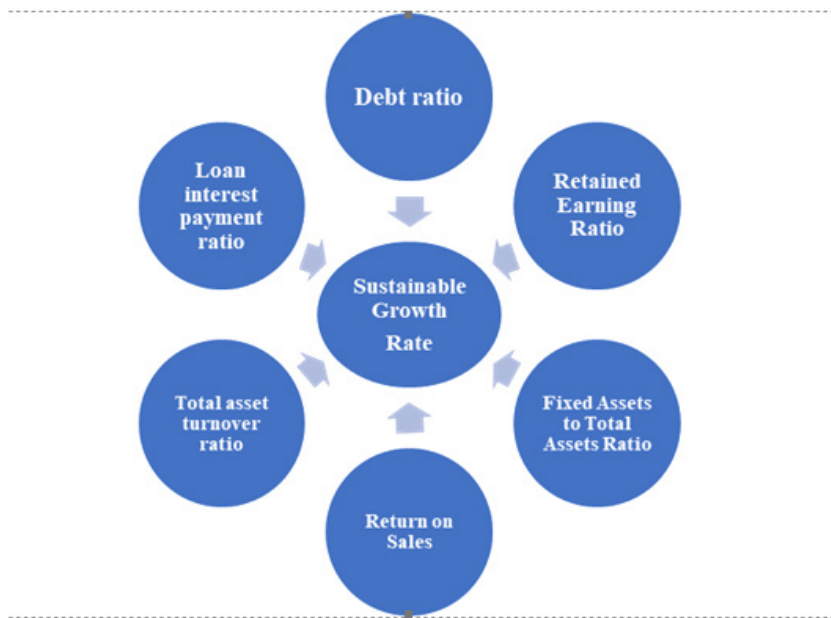 Debt ratio
Loan
interest
payment
ratio
Retained
Earning
Ratio
Sustainable
Growth
Rate
Total asset
turnover
ratio
Fixed Assets
to Total
Assets Ratio
Return on
Sales